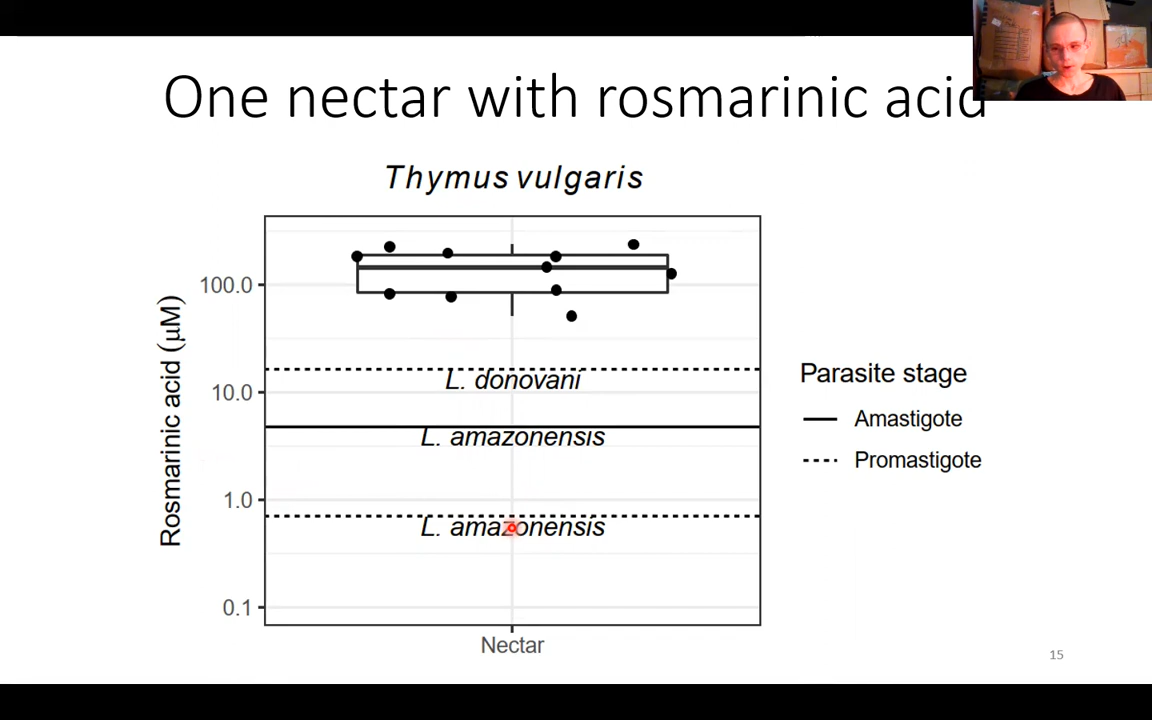 One nectar with rosmarinic acid
Thymus vulgaris
Rosmarinic acid (μM)
100.0
10.0
1.0
0.1
L. donovani
L. amazonensis
L. amazonensis
Nectar
Parasite stage
Amastigote
Promastigote
15